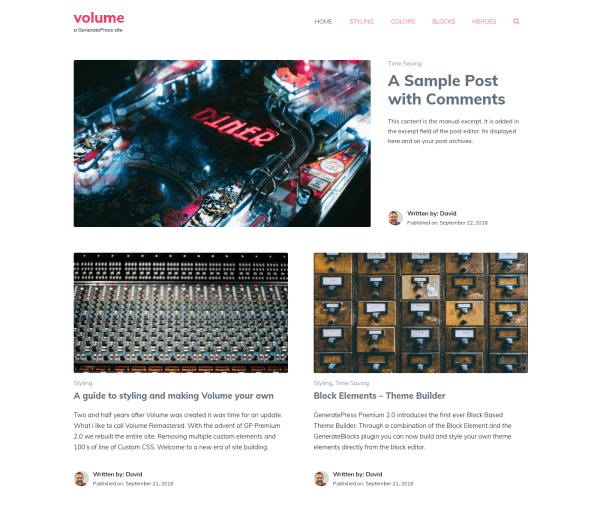 volume
a GeneratePress site
HOME STYLING COLORS BLOCKS HEROES
DINER
Time Saving
A Sample Post
with Comments
This content is the manual excerpt. It is added in
the excerpt field of the post editor. Its displayed
here and on your post archives.
Written by: David
Published on: September 22, 2018
Styling
A guide to styling and making Volume your own
Two and half years after Volume was created it was time for an update.
What i like to call Volume Remastered. With the advent of GP Premium
2.0 we rebuilt the entire site. Removing multiple custom elements and
100's of line of Custom CSS. Welcome to a new era of site building.
Written by: David
Published on: September 21, 2018
Styling, Time Saving
Block Elements – Theme Builder
GeneratePress Premium 2.0 introduces the first ever Block Based
Theme Builder. Through a combination of the Block Element and the
GenerateBlocks plugin you can now build and style your own theme
elements directly from the block editor.
Written by: David
Published on: September 21, 2018